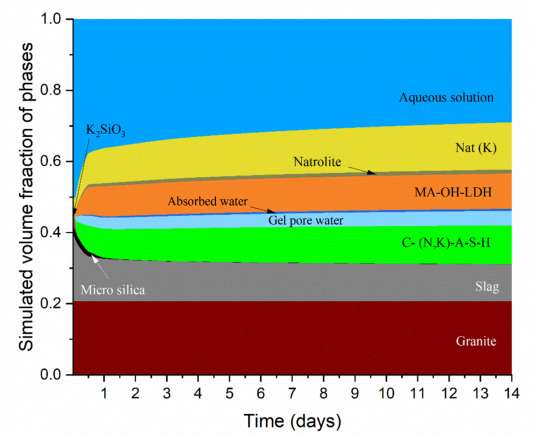 Simulated volume fraaction of phases
1.0
0.8
0.6
0.4
0.2
0.0
Aqueous solution
K2SiO3
Nat (K)
Natrolite
MA-OH-LDH
Absorbed water
Gel pore water
C- (N,K)-A-S-H
Micro silica
Slag
Granite
1 2 3 4 5 6 7 8 9 10 11 12 13 14
Time (days)